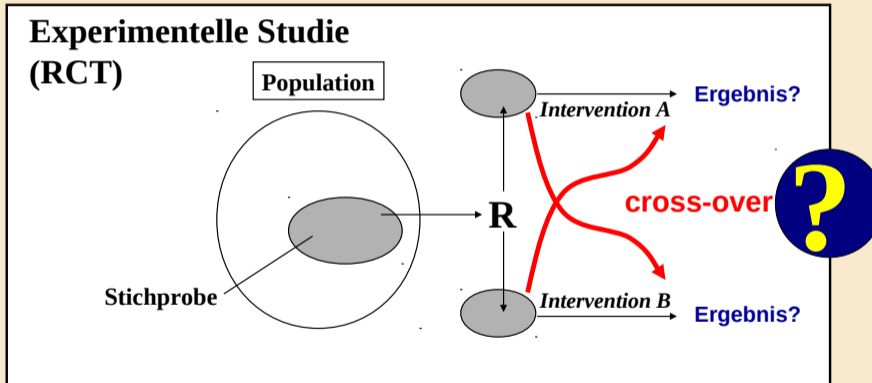 Experimentelle Studie
(RCT)
Population
Stichprobe
R
Intervention A
Ergebnis?
cross-over
?
Intervention B
Ergebnis?